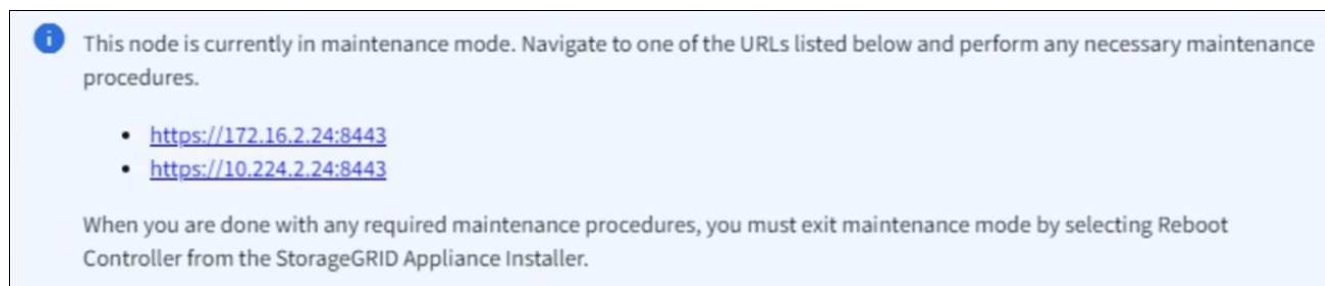 This node is currently in maintenance mode. Navigate to one of the URLs listed below and perform any necessary maintenance
procedures.
• https://172.16.2.24:8443
• https://10.224.2.24:8443
When you are done with any required maintenance procedures, you must exit maintenance mode by selecting Reboot
Controller from the StorageGRID Appliance Installer.